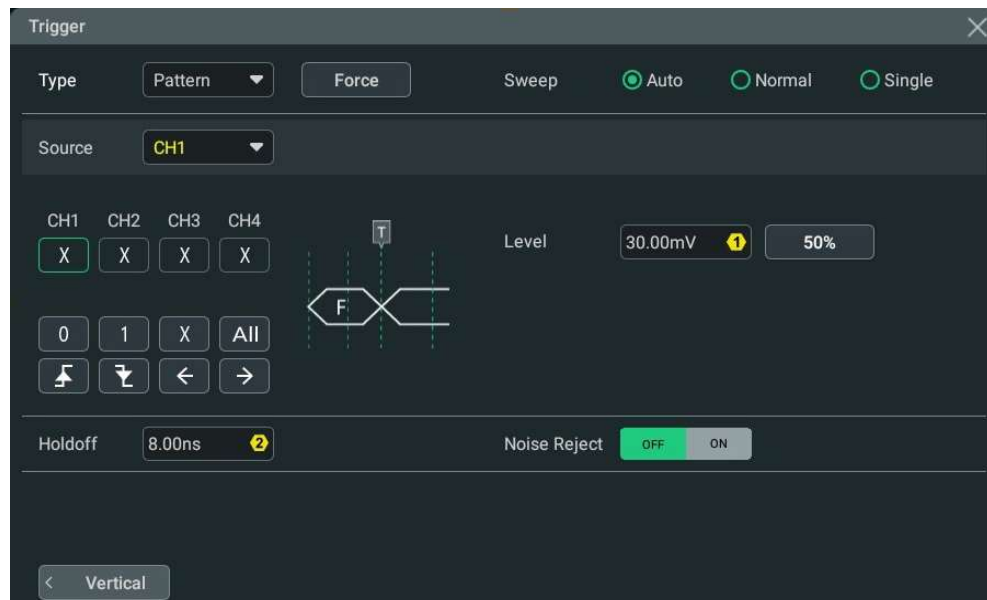 Trigger
Type Pattern Force Sweep Auto Normal Single
Source CH1
CH1 CH2 CH3 CH4
X X X X
T
F
Level 30.00mV 1 50%
0 1 X All
Holdoff 8.00ns 2 Noise Reject OFF ON
Vertical